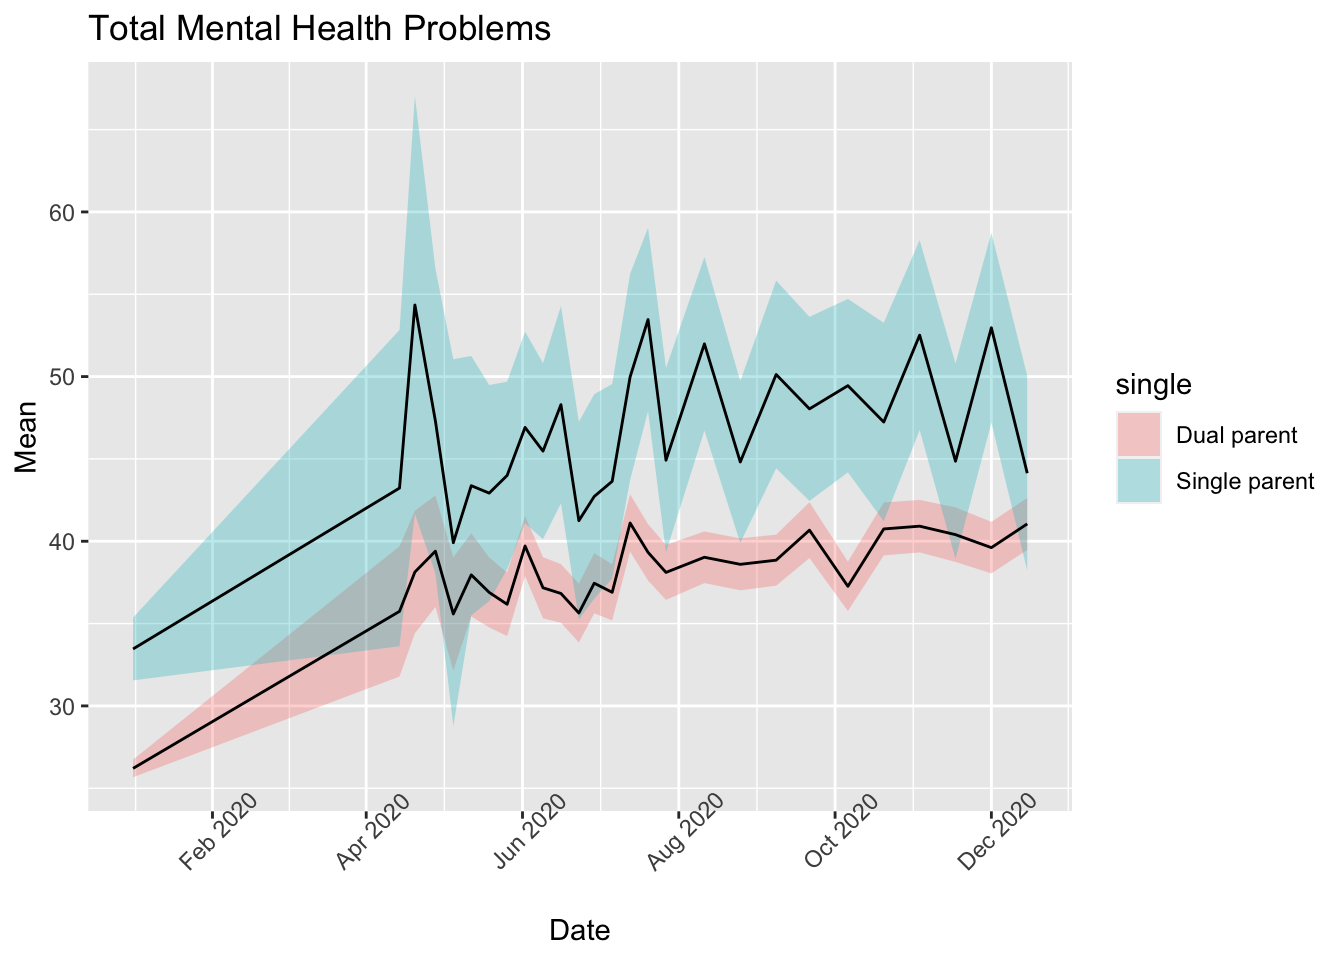 Total Mental Health Problems
Mean
60
50
40
30
Feb 2020
Apr 2020
Jun 2020
Aug 2020
Oct 2020
Dec 2020
Date
single
Dual parent
Single parent